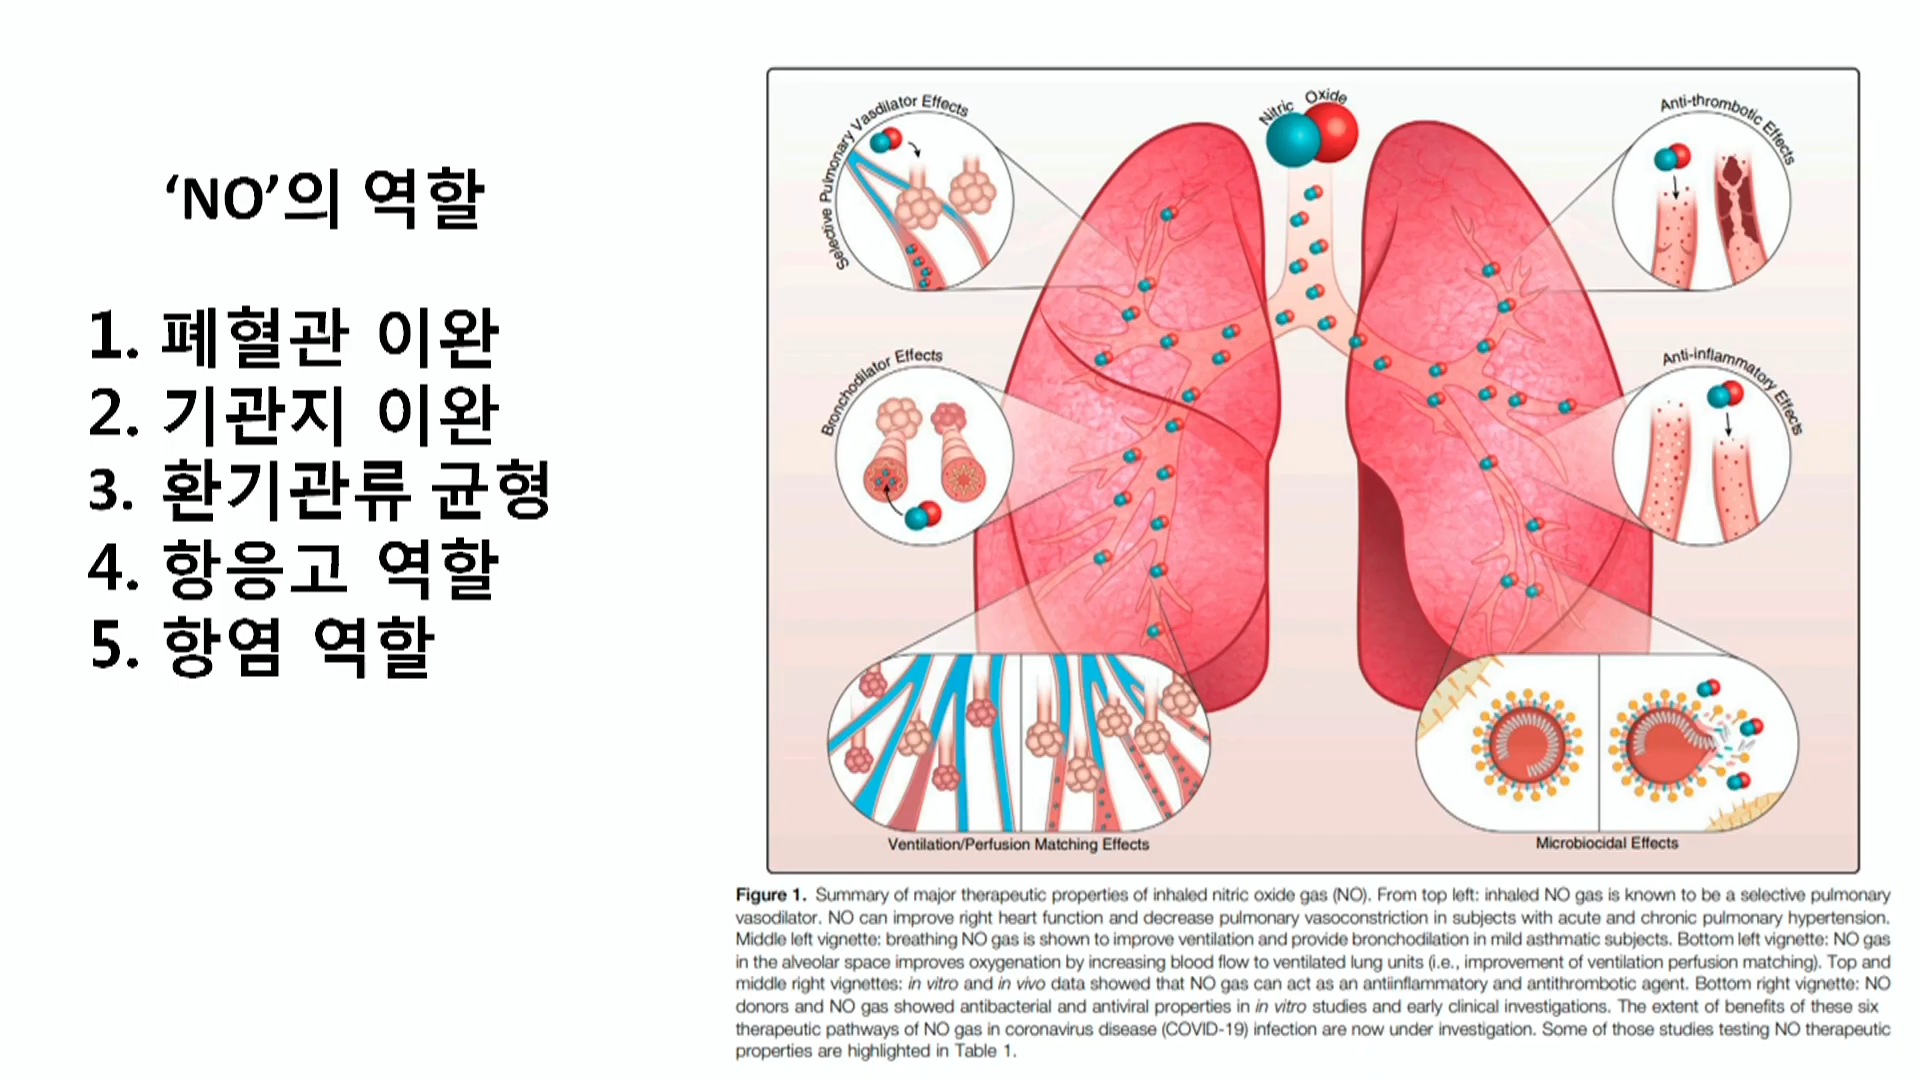 ‘NO’의 역할
1. 폐혈관 이완
2. 기관지 이완
3. 환기관류 균형
4. 항응고 역할
5. 항염 역할
Selective Pulmonary Vasdilator Effects
Nitric Oxide
Anti-thrombotic Effects
Bronchodilator Effects
Anti-inflammatory Effects
Ventilation/Perfusion Matching Effects
Microbiocidal Effects
Figure 1. Summary of major therapeutic properties of inhaled nitric oxide gas (NO). From top left: inhaled NO gas is known to be a selective pulmonary
vasodilator. NO can improve right heart function and decrease pulmonary vasoconstriction in subjects with acute and chronic pulmonary hypertension.
Middle left vignette: breathing NO gas is shown to improve ventilation and provide bronchodilation in mild asthmatic subjects. Bottom left vignette: NO gas
in the alveolar space improves oxygenation by increasing blood flow to ventilated lung units (i.e., improvement of ventilation perfusion matching). Top and
middle right vignettes: in vitro and in vivo data showed that NO gas can act as an antiinflammatory and antithrombotic agent. Bottom right vignette: NO
donors and NO gas showed antibacterial and antiviral properties in in vitro studies and early clinical investigations. The extent of benefits of these six
therapeutic pathways of NO gas in coronavirus disease (COVID-19) infection are now under investigation. Some of those studies testing NO therapeutic
properties are highlighted in Table 1.